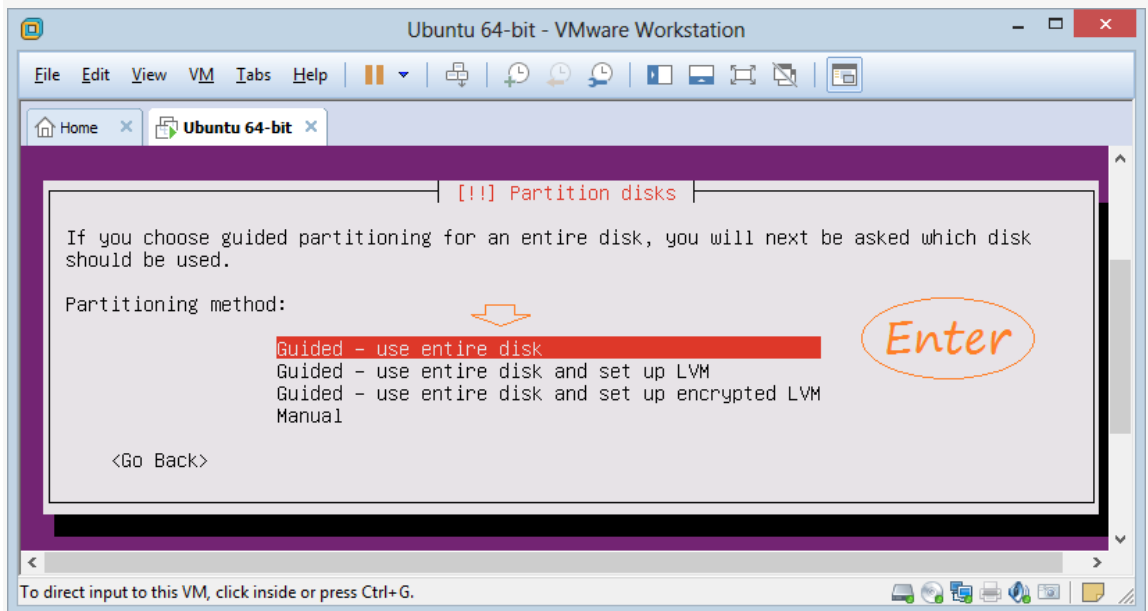 Ubuntu 64-bit - VMware Workstation
File Edit View VM Tabs Help
Home
Ubuntu 64-bit
[!!] Partition disks
If you choose guided partitioning for an entire disk, you will next be asked which disk
should be used.
Partitioning method:
Guided - use entire disk
Enter
Guided - use entire disk and set up LVM
Guided - use entire disk and set up encrypted LVM
Manual
<Go Back>
To direct input to this VM, click inside or press Ctrl+G.